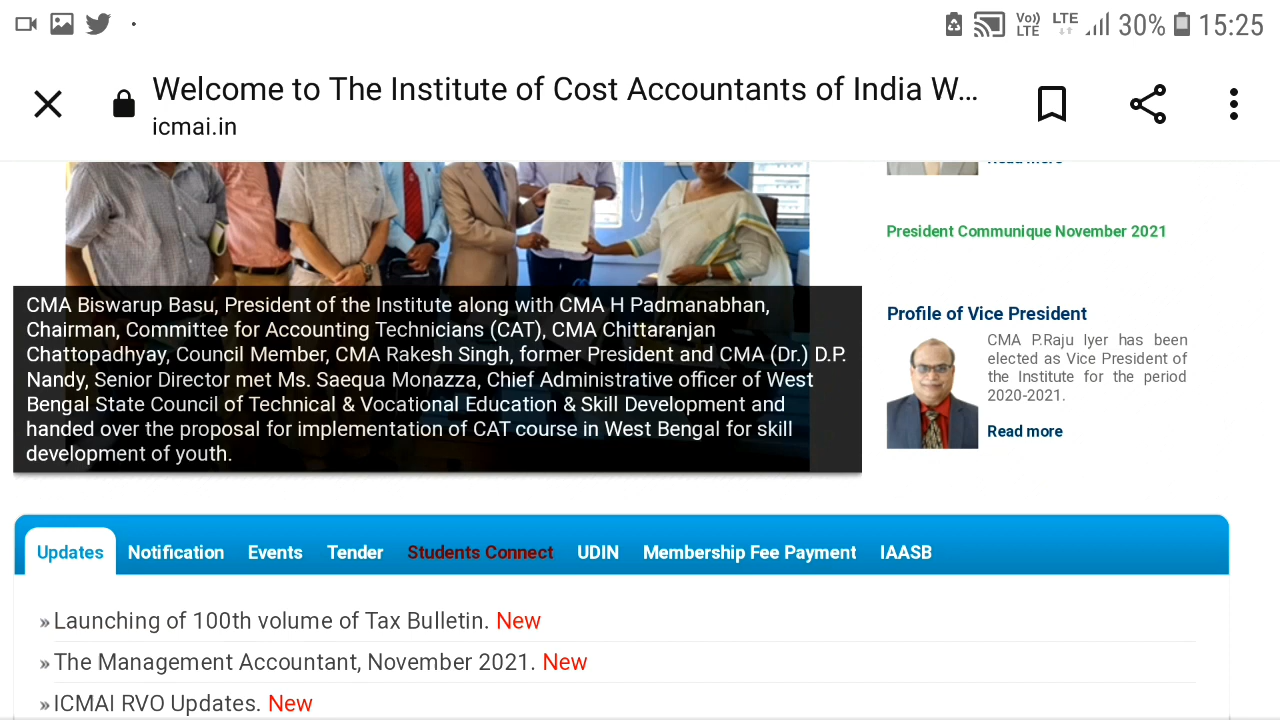 Vo))
LTE
LTE
30%
15:25
Welcome to The Institute of Cost Accountants of India W...
icmai.in
Read more
President Communique November 2021
CMA Biswarup Basu, President of the Institute along with CMA H Padmanabhan,
Chairman, Committee for Accounting Technicians (CAT), CMA Chittaranjan
Chattopadhyay, Council Member, CMA Rakesh Singh, former President and CMA (Dr.) D.P.
Nandy, Senior Director met Ms. Saequa Monazza, Chief Administrative officer of West
Bengal State Council of Technical & Vocational Education & Skill Development and
handed over the proposal for implementation of CAT course in West Bengal for skill
development of youth.
Profile of Vice President
CMA P.Raju Iyer has been
elected as Vice President of
the Institute for the period
2020-2021.
Read more
Updates Notification Events Tender Students Connect UDIN Membership Fee Payment IAASB
» Launching of 100th volume of Tax Bulletin. New
» The Management Accountant, November 2021. New
» ICMAI RVO Updates. New